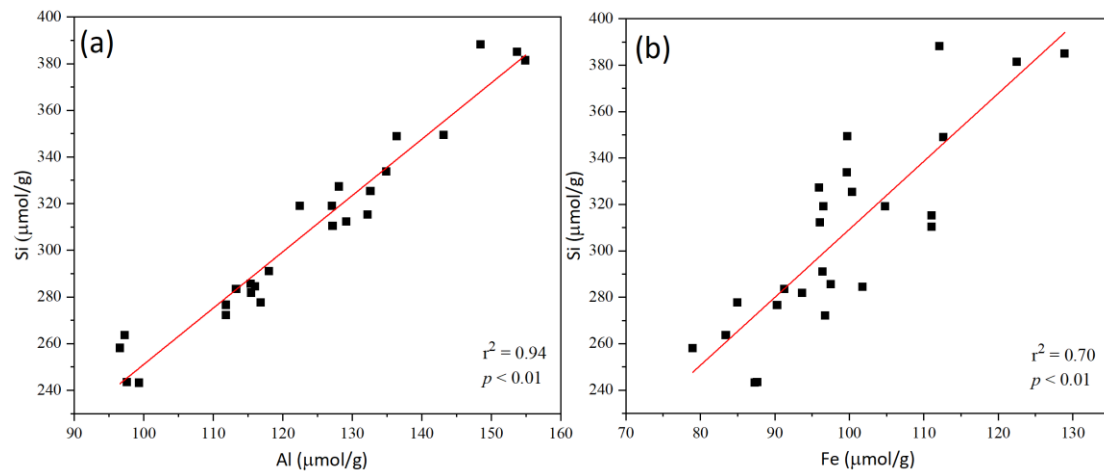 (a)
400
380
360
340
320
300
280
260
240
Si (μmol/g)
r² = 0.94
p < 0.01
90 100 110 120 130 140 150 160
Al (μmol/g)
(b)
400
380
360
340
320
300
280
260
240
Si (μmol/g)
r² = 0.70
p < 0.01
70 80 90 100 110 120 130
Fe (μmol/g)